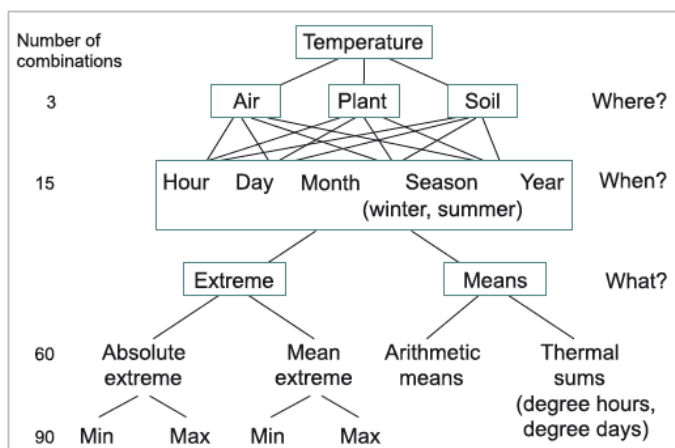 Number of
combinations
Temperature
3
Air
Plant
Soil
Where?
15
Hour
Day
Month
Season
(winter, summer)
Year
When?
Extreme
Means
What?
60
Absolute
extreme
Mean
extreme
Arithmetic
means
Thermal
sums
(degree hours,
degree days)
90
Min
Max
Min
Max